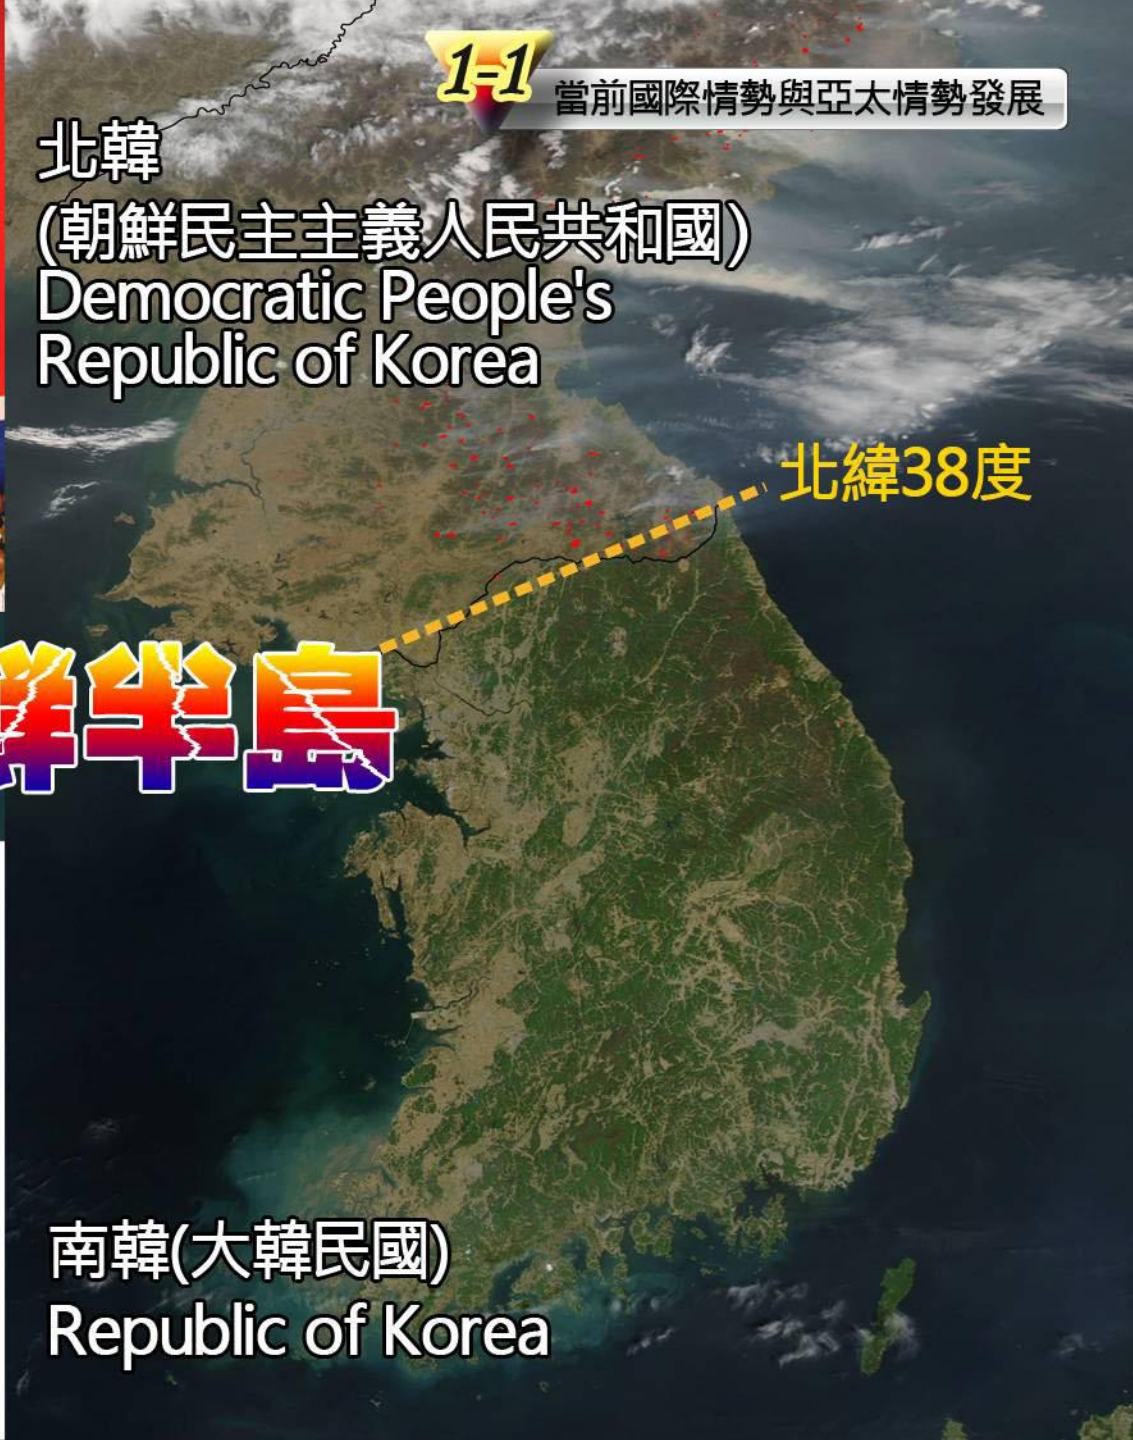 1-1
當前國際情勢與亞太情勢發展
北韓
(朝鮮民主主義人民共和國)
Democratic People's
Republic of Korea
北緯38度
鮮半島
南韓(大韓民國)
Republic of Korea